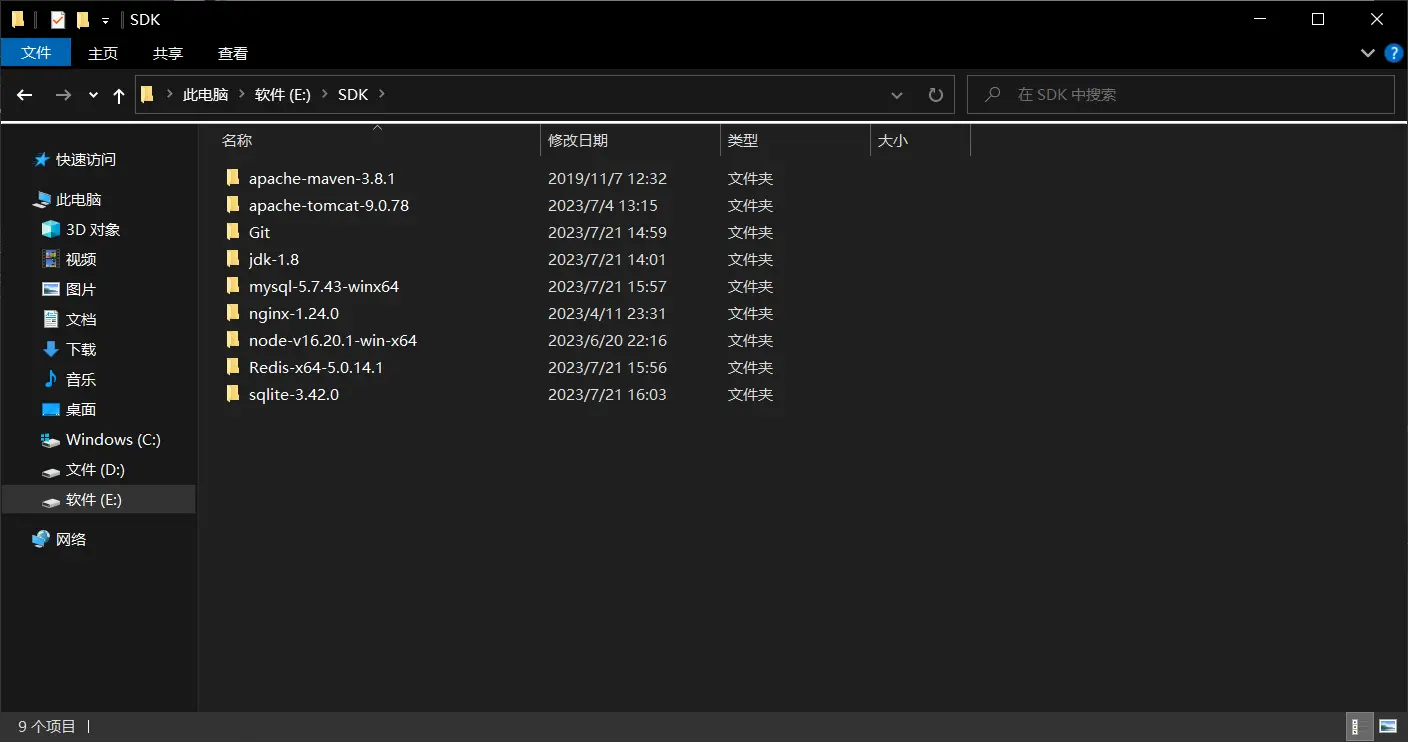 SDK
文件 主页 共享 查看
此电脑 软件 (E:) SDK 在 SDK 中搜索
名称 修改日期 类型 大小
快速访问
此电脑
3D 对象
视频
图片
文档
下载
音乐
桌面
Windows (C:)
文件 (D:)
软件 (E:)
网络
apache-maven-3.8.1 2019/11/7 12:32 文件夹
apache-tomcat-9.0.78 2023/7/4 13:15 文件夹
Git 2023/7/21 14:59 文件夹
jdk-1.8 2023/7/21 14:01 文件夹
mysql-5.7.43-winx64 2023/7/21 15:57 文件夹
nginx-1.24.0 2023/4/11 23:31 文件夹
node-v16.20.1-win-x64 2023/6/20 22:16 文件夹
Redis-x64-5.0.14.1 2023/7/21 15:56 文件夹
sqlite-3.42.0 2023/7/21 16:03 文件夹
9 个项目